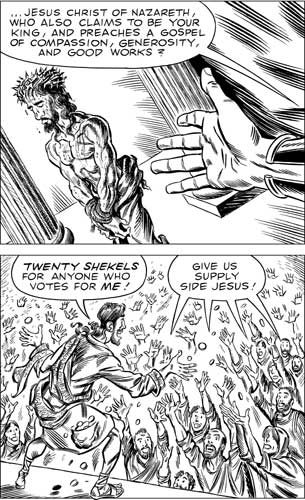 ...JESUS CHRIST OF NAZARETH,
WHO ALSO CLAIMS TO BE YOUR
KING, AND PREACHES A GOSPEL
OF COMPASSION, GENEROSITY,
AND GOOD WORKS?
TWENTY SHEKELS
FOR ANYONE WHO
VOTES FOR ME!
GIVE US
SUPPLY
SIDE JESUS!